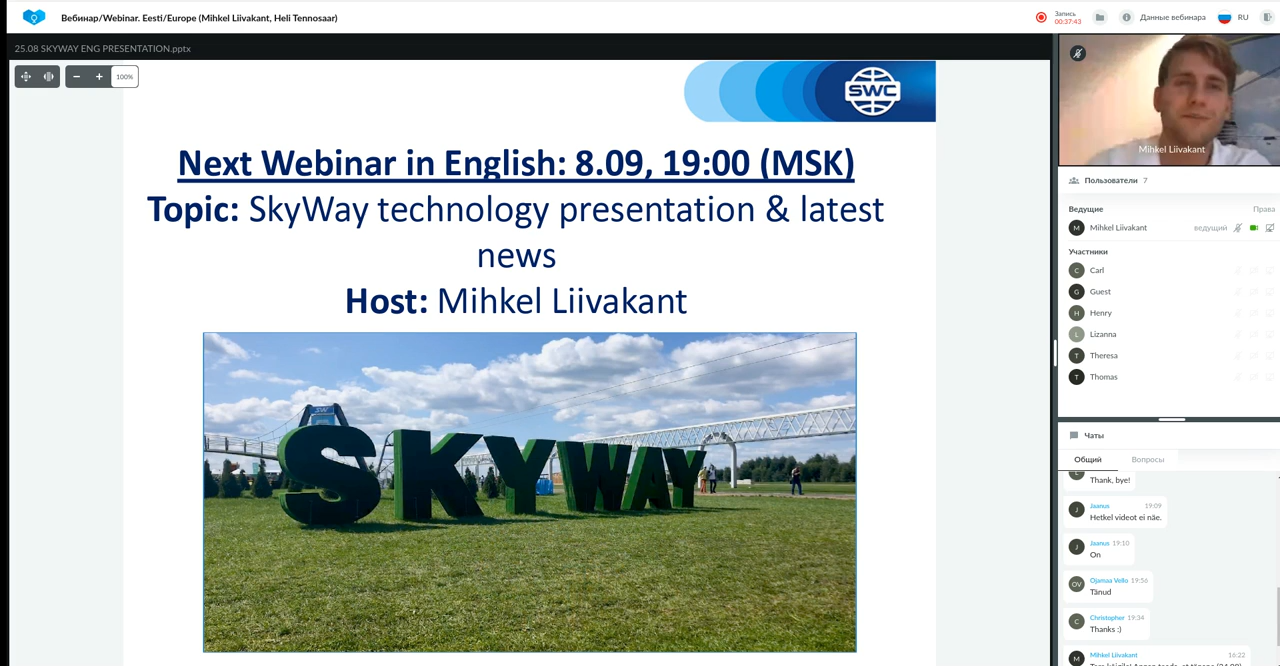 Вебинар/Webinar. Eesti/Europe (Mihkel Liivakant, Heli Tennosaar)
Запись
00:37:43
Данные вебинара
RU
25.08 SKYWAY ENG PRESENTATION.pptx
100%
SWC
Next Webinar in English: 8.09, 19:00 (MSK)
Topic: SkyWay technology presentation & latest
news
Host: Mihkel Liivakant
SW
SKYWAY
Mihkel Liivakant
Пользователи 7
Ведущие Права
M Mihkel Liivakant ведущий
Участники
C Carl
G Guest
H Henry
L Lizanna
T Theresa
T Thomas
Чаты
Общий Вопросы
Thank, bye!
J Jaanus 19:09
Hetkel videot ei näe.
J Jaanus 19:10
On
OV Ojamaa Vello 19:56
Tänud
C Christopher 19:34
Thanks :)
M Mihkel Liivakant 16:22